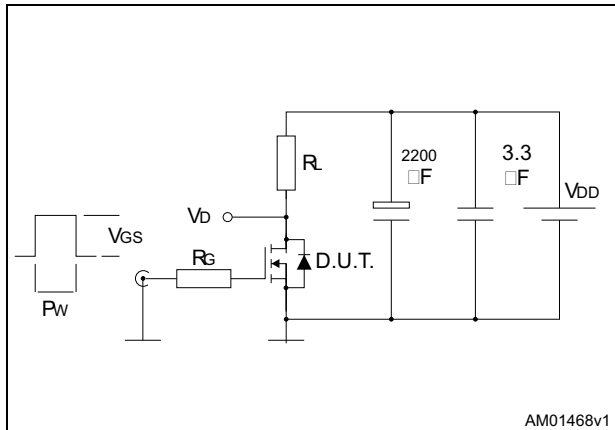 2200
□F
3.3
□F
RL
VDD
VD
VGS
RG
D.U.T.
PW
AM01468v1